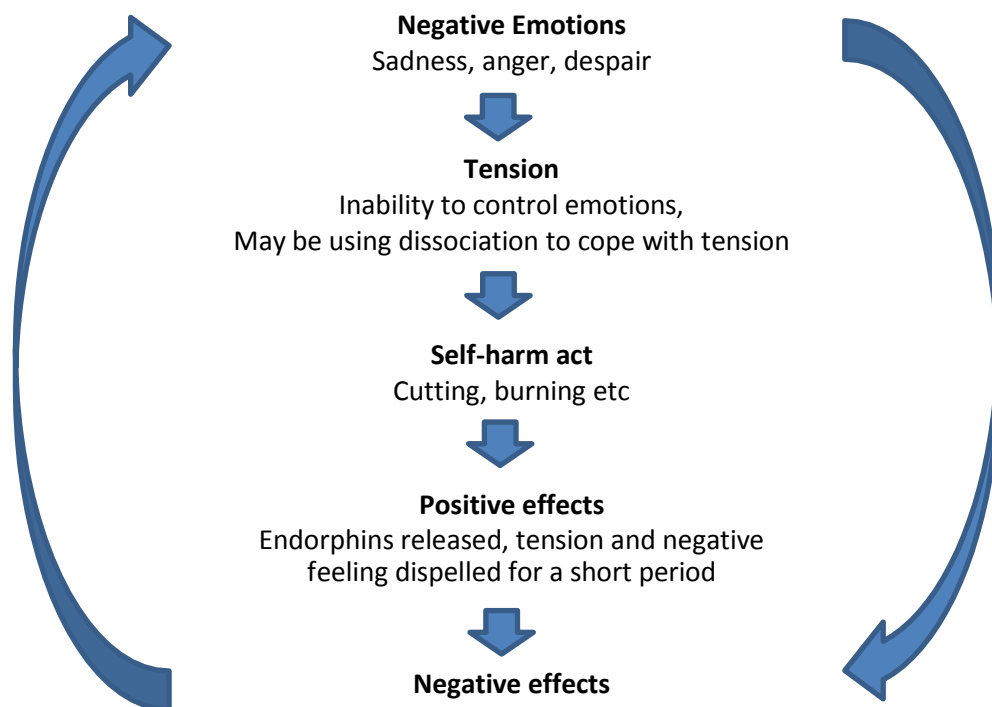 Negative Emotions
Sadness, anger, despair
Tension
Inability to control emotions,
May be using dissociation to cope with tension
Self-harm act
Cutting, burning etc
Positive effects
Endorphins released, tension and negative
feeling dispelled for a short period
Negative effects